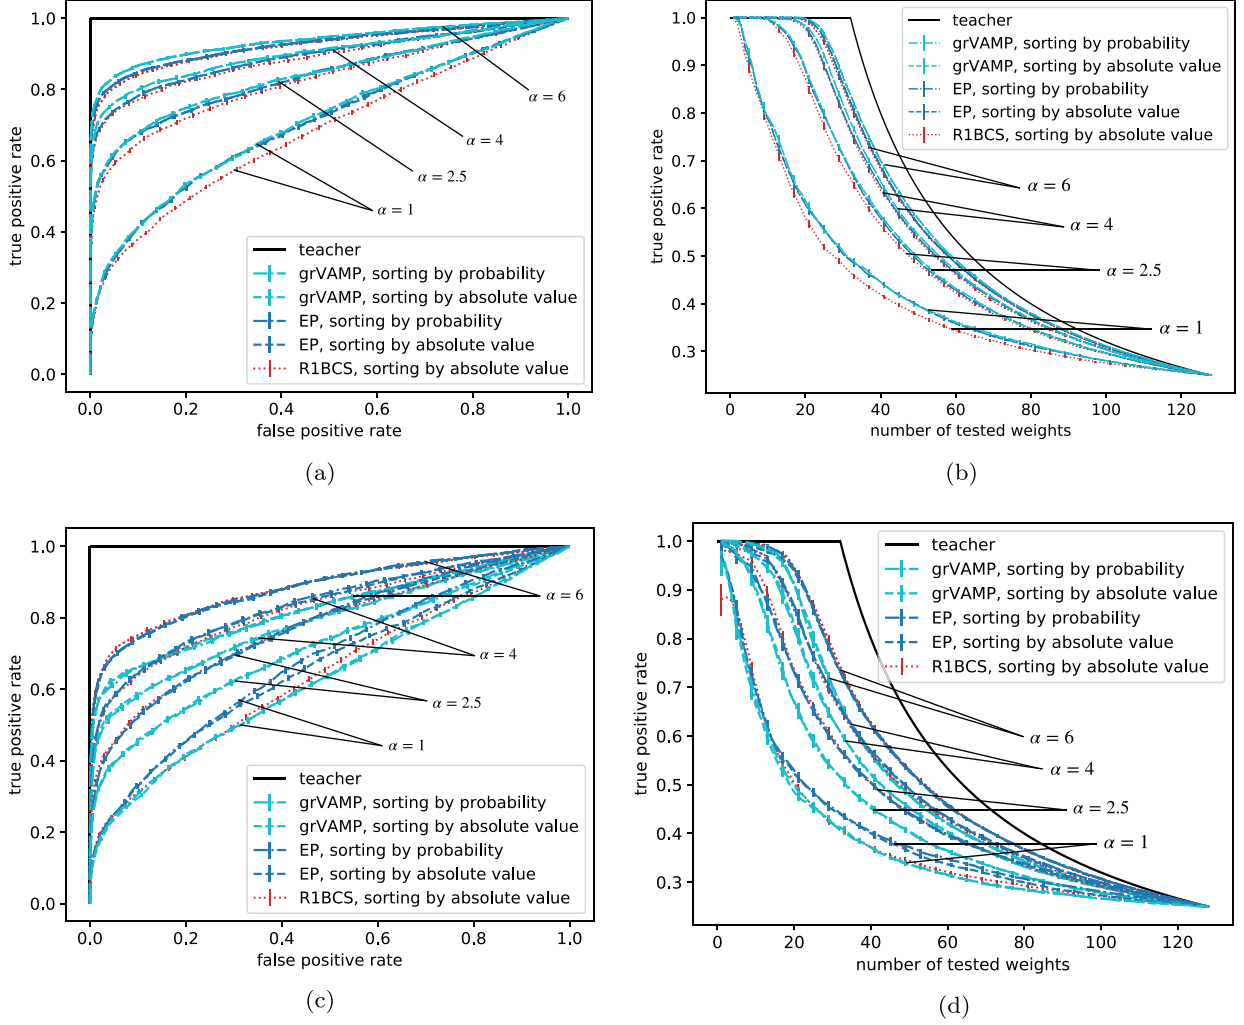 1.0
0.8
0.6
0.4
0.2
0.0
true positive rate
0.0 0.2 0.4 0.6 0.8 1.0
false positive rate
α = 6
α = 4
α = 2.5
α = 1
teacher
grVAMP, sorting by probability
grVAMP, sorting by absolute value
EP, sorting by probability
EP, sorting by absolute value
R1BCS, sorting by absolute value
(a)
1.0
0.9
0.8
0.7
0.6
0.5
0.4
0.3
true positive rate
0 20 40 60 80 100 120
number of tested weights
teacher
grVAMP, sorting by probability
grVAMP, sorting by absolute value
EP, sorting by probability
EP, sorting by absolute value
R1BCS, sorting by absolute value
α = 6
α = 4
α = 2.5
α = 1
(b)
1.0
0.8
0.6
0.4
0.2
0.0
true positive rate
0.0 0.2 0.4 0.6 0.8 1.0
false positive rate
α = 6
α = 4
α = 2.5
α = 1
teacher
grVAMP, sorting by probability
grVAMP, sorting by absolute value
EP, sorting by probability
EP, sorting by absolute value
R1BCS, sorting by absolute value
(c)
1.0
0.9
0.8
0.7
0.6
0.5
0.4
0.3
true positive rate
0 20 40 60 80 100 120
number of tested weights
teacher
grVAMP, sorting by probability
grVAMP, sorting by absolute value
EP, sorting by probability
EP, sorting by absolute value
R1BCS, sorting by absolute value
α = 6
α = 4
α = 2.5
α = 1
(d)